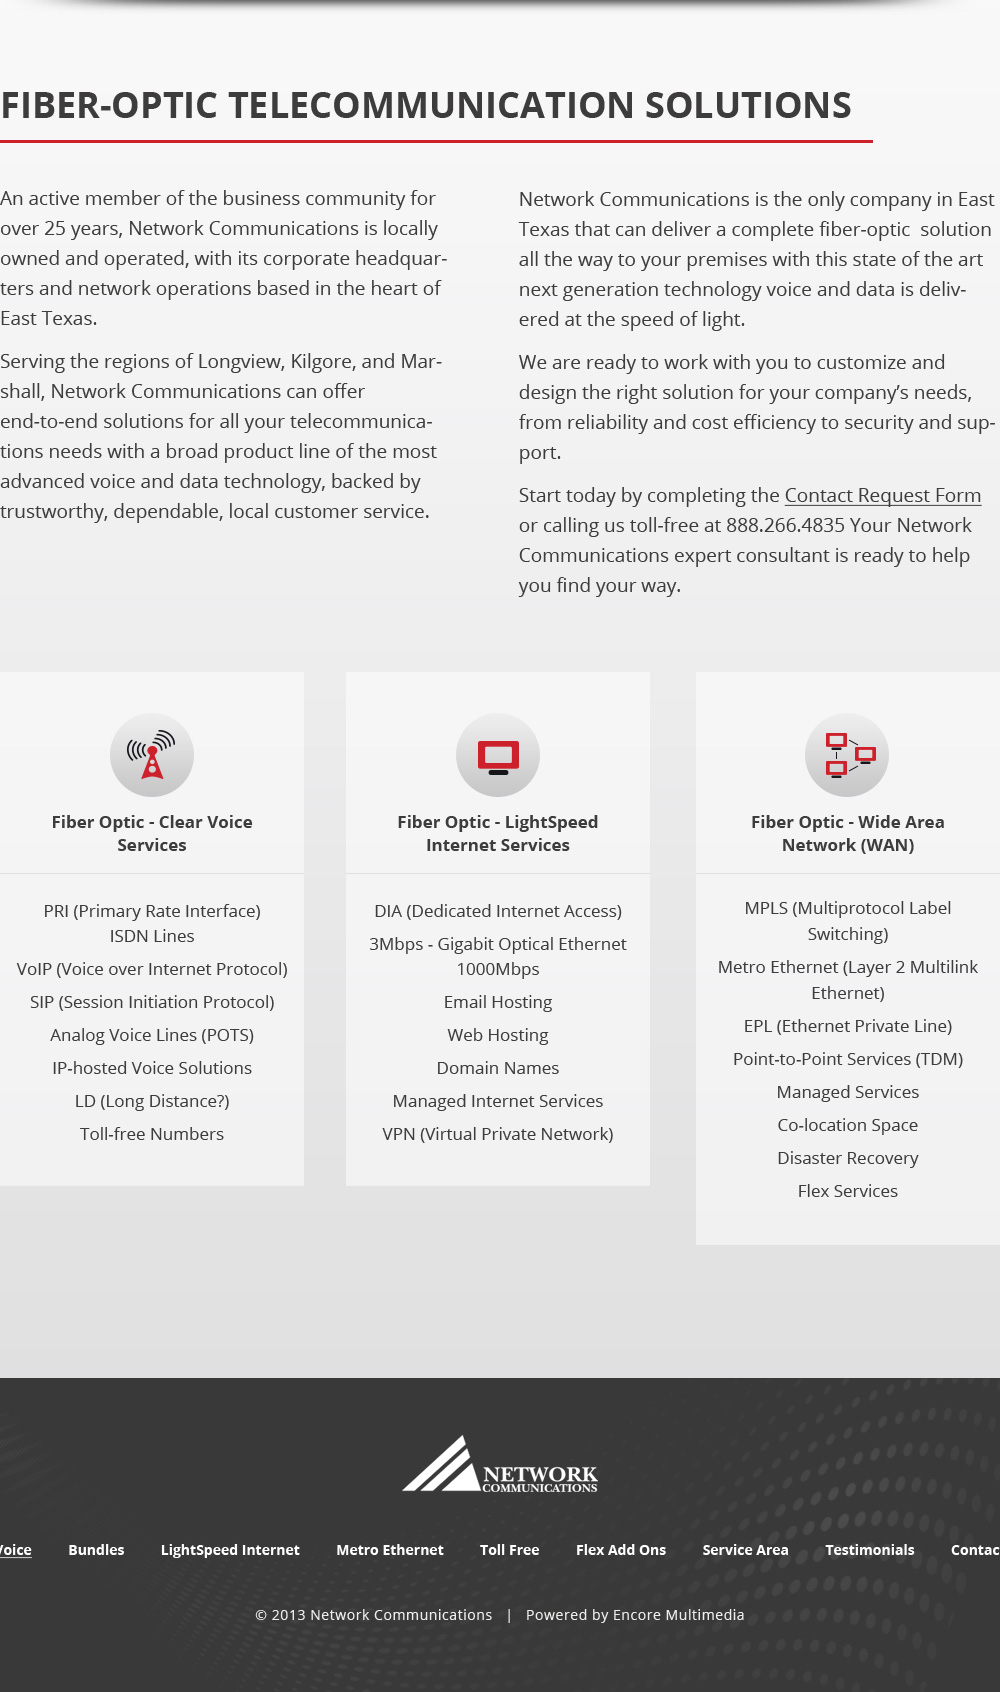 FIBER-OPTIC TELECOMMUNICATION SOLUTIONS
An active member of the business community for
over 25 years, Network Communications is locally
owned and operated, with its corporate headquar-
ters and network operations based in the heart of
East Texas.
Serving the regions of Longview, Kilgore, and Mar-
shall, Network Communications can offer
end-to-end solutions for all your telecommunica-
tions needs with a broad product line of the most
advanced voice and data technology, backed by
trustworthy, dependable, local customer service.
Network Communications is the only company in East
Texas that can deliver a complete fiber-optic  solution
all the way to your premises with this state of the art
next generation technology voice and data is deliv-
ered at the speed of light.
We are ready to work with you to customize and
design the right solution for your company's needs,
from reliability and cost efficiency to security and sup-
port.
Start today by completing the Contact Request Form
or calling us toll-free at 888.266.4835 Your Network
Communications expert consultant is ready to help
you find your way.
Fiber Optic - Clear Voice
Services
PRI (Primary Rate Interface)
ISDN Lines
VoIP (Voice over Internet Protocol)
SIP (Session Initiation Protocol)
Analog Voice Lines (POTS)
IP-hosted Voice Solutions
LD (Long Distance?)
Toll-free Numbers
Fiber Optic - LightSpeed
Internet Services
DIA (Dedicated Internet Access)
3Mbps - Gigabit Optical Ethernet
1000Mbps
Email Hosting
Web Hosting
Domain Names
Managed Internet Services
VPN (Virtual Private Network)
Fiber Optic - Wide Area
Network (WAN)
MPLS (Multiprotocol Label
Switching)
Metro Ethernet (Layer 2 Multilink
Ethernet)
EPL (Ethernet Private Line)
Point-to-Point Services (TDM)
Managed Services
Co-location Space
Disaster Recovery
Flex Services
NETWORK
COMMUNICATIONS
Voice Bundles LightSpeed Internet Metro Ethernet Toll Free Flex Add Ons Service Area Testimonials Contac
© 2013 Network Communications | Powered by Encore Multimedia